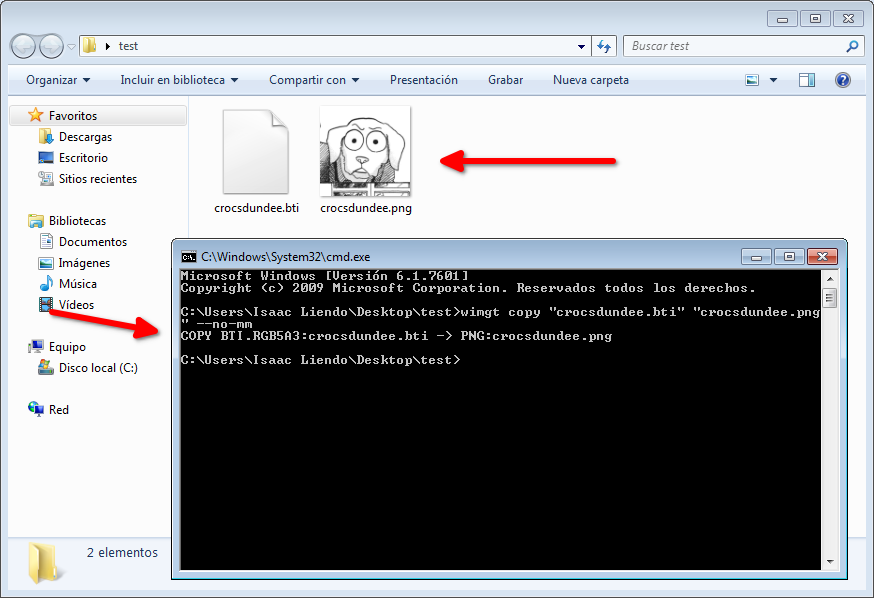 test
Buscar test
Organizar
Incluir en biblioteca
Compartir con
Presentación
Grabar
Nueva carpeta
Favoritos
Descargas
Escritorio
Sitios recientes
Bibliotecas
Documentos
Imágenes
Música
Vídeos
Equipo
Disco local (C:)
Red
crocsdundee.bti
crocsdundee.png
C:\Windows\System32\cmd.exe
Microsoft Windows [Versión 6.1.7601]
Copyright (c) 2009 Microsoft Corporation. Reservados todos los derechos.
C:\Users\Isaac Liendo\Desktop\test>wimgt copy "crocsdundee.bti" "crocsdundee.png
" --no-mm
COPY BTI.RGB5A3:crocsdundee.bti -> PNG:crocsdundee.png
C:\Users\Isaac Liendo\Desktop\test>
2 elementos